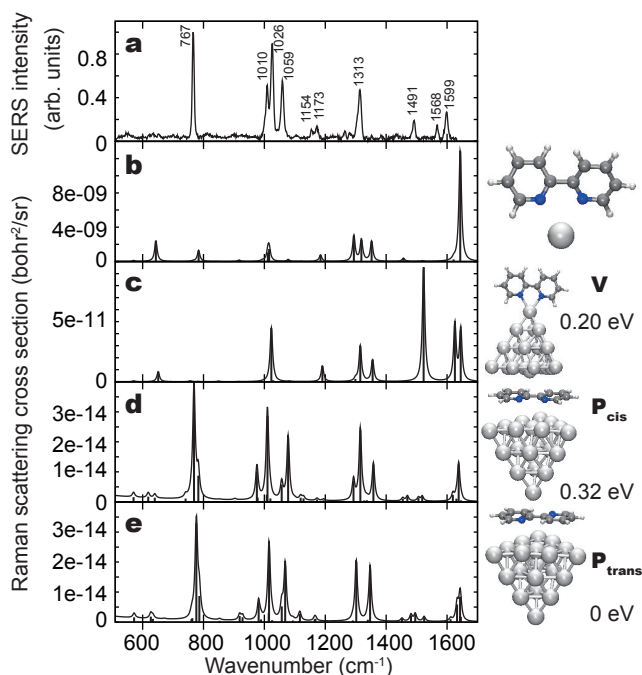 SERS intensity
(arb. units)
0.8
0.4
0
a
767
1010
1026
1059
1154
1173
1313
1491
1568
1599
Raman scattering cross section (bohr²/sr)
8e-09
4e-09
0
b
5e-11
0
c
V
0.20 eV
3e-14
2e-14
1e-14
0
d
P cis
0.32 eV
3e-14
2e-14
1e-14
0
e
P trans
0 eV
600 800 1000 1200 1400 1600
Wavenumber (cm⁻¹)